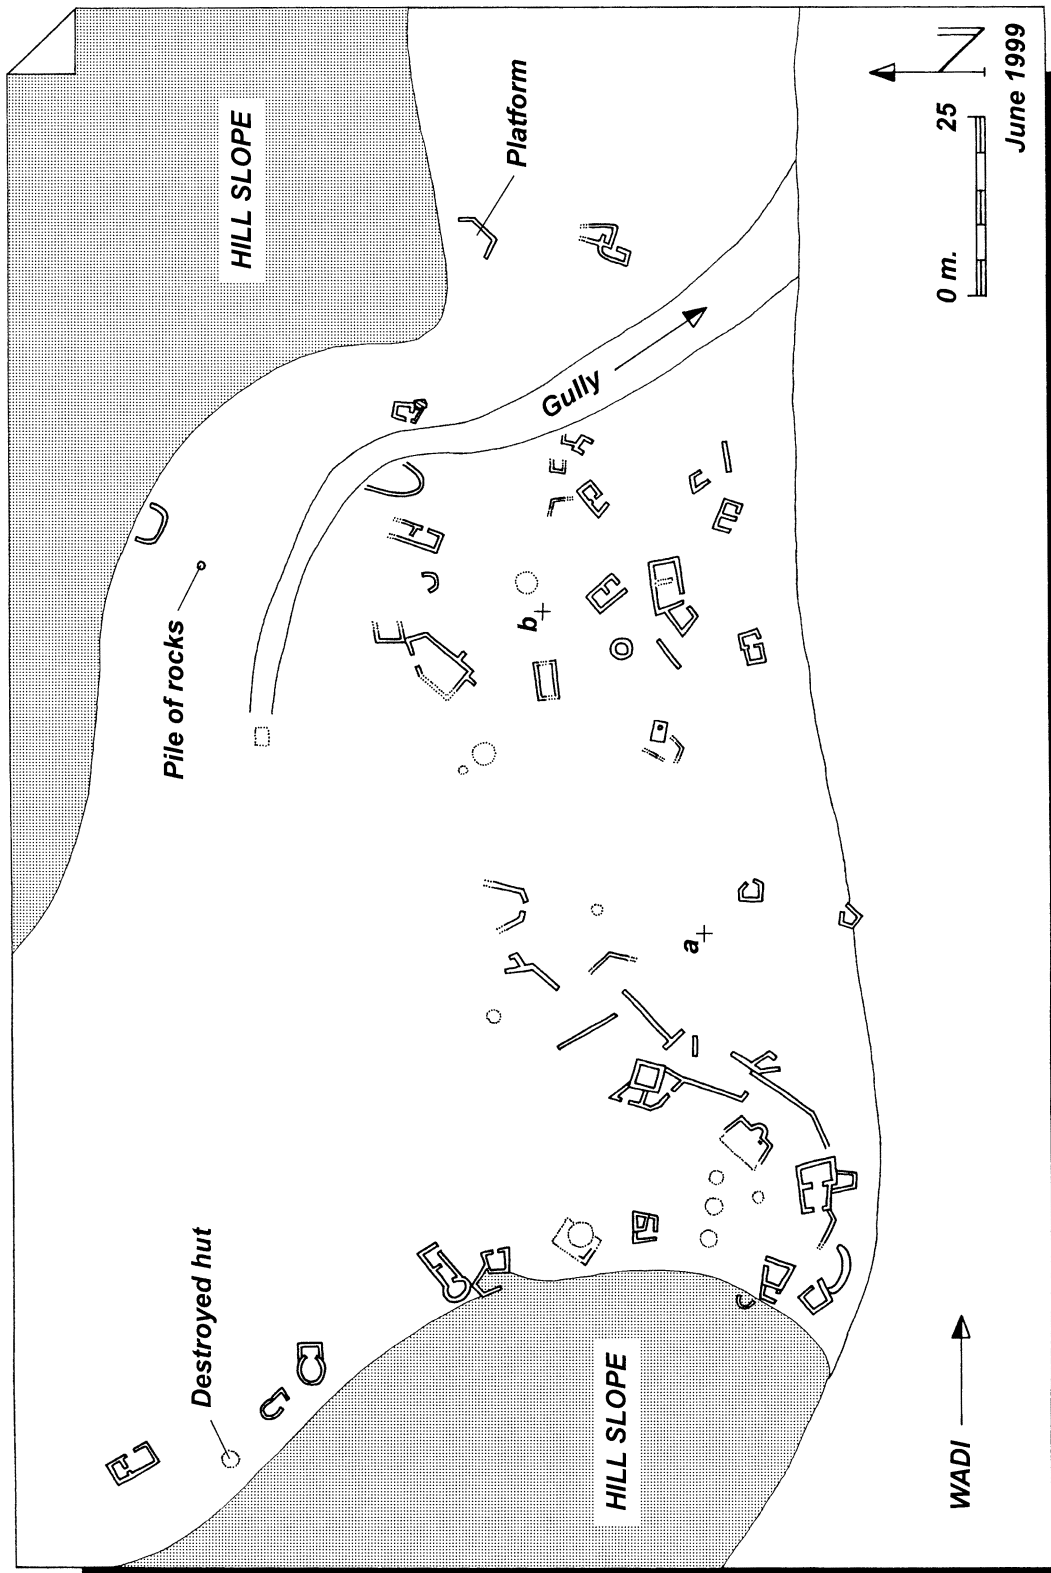 HILL SLOPE
Platform
25
0 m.
June 1999
Gully
Pile of rocks
b
a
Destroyed hut
HILL SLOPE
WADI